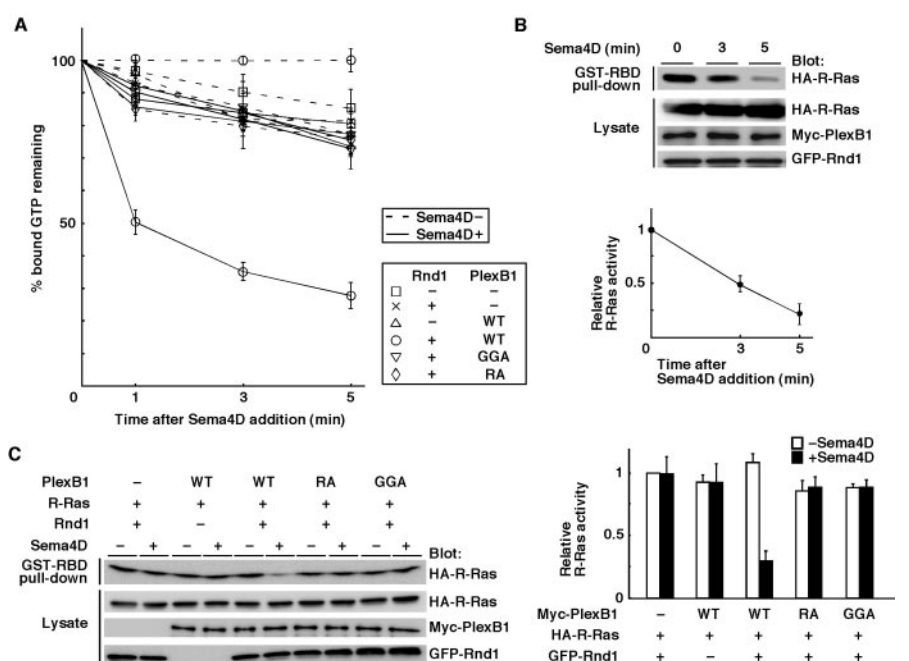 A
% bound GTP remaining
100
50
0
1
3
5
Time after Sema4D addition (min)
Sema4D−
Sema4D+
Rnd1 PlexB1
− −
+ −
− WT
+ WT
+ GGA
+ RA
B
Sema4D (min)
0 3 5
Blot:
GST-RBD
pull-down
HA-R-Ras
Lysate
HA-R-Ras
Myc-PlexB1
GFP-Rnd1
Relative
R-Ras activity
1
0.5
0
3
5
Time after
Sema4D addition (min)
C
PlexB1 − WT WT RA GGA
R-Ras + + + + +
Rnd1 + − + + +
Sema4D − + − + − + − + − +
Blot:
GST-RBD
pull-down
HA-R-Ras
Lysate
HA-R-Ras
Myc-PlexB1
GFP-Rnd1
−Sema4D
+Sema4D
Relative
R-Ras activity
1
0.5
0
Myc-PlexB1 − WT WT RA GGA
HA-R-Ras + + + + +
GFP-Rnd1 + − + + +